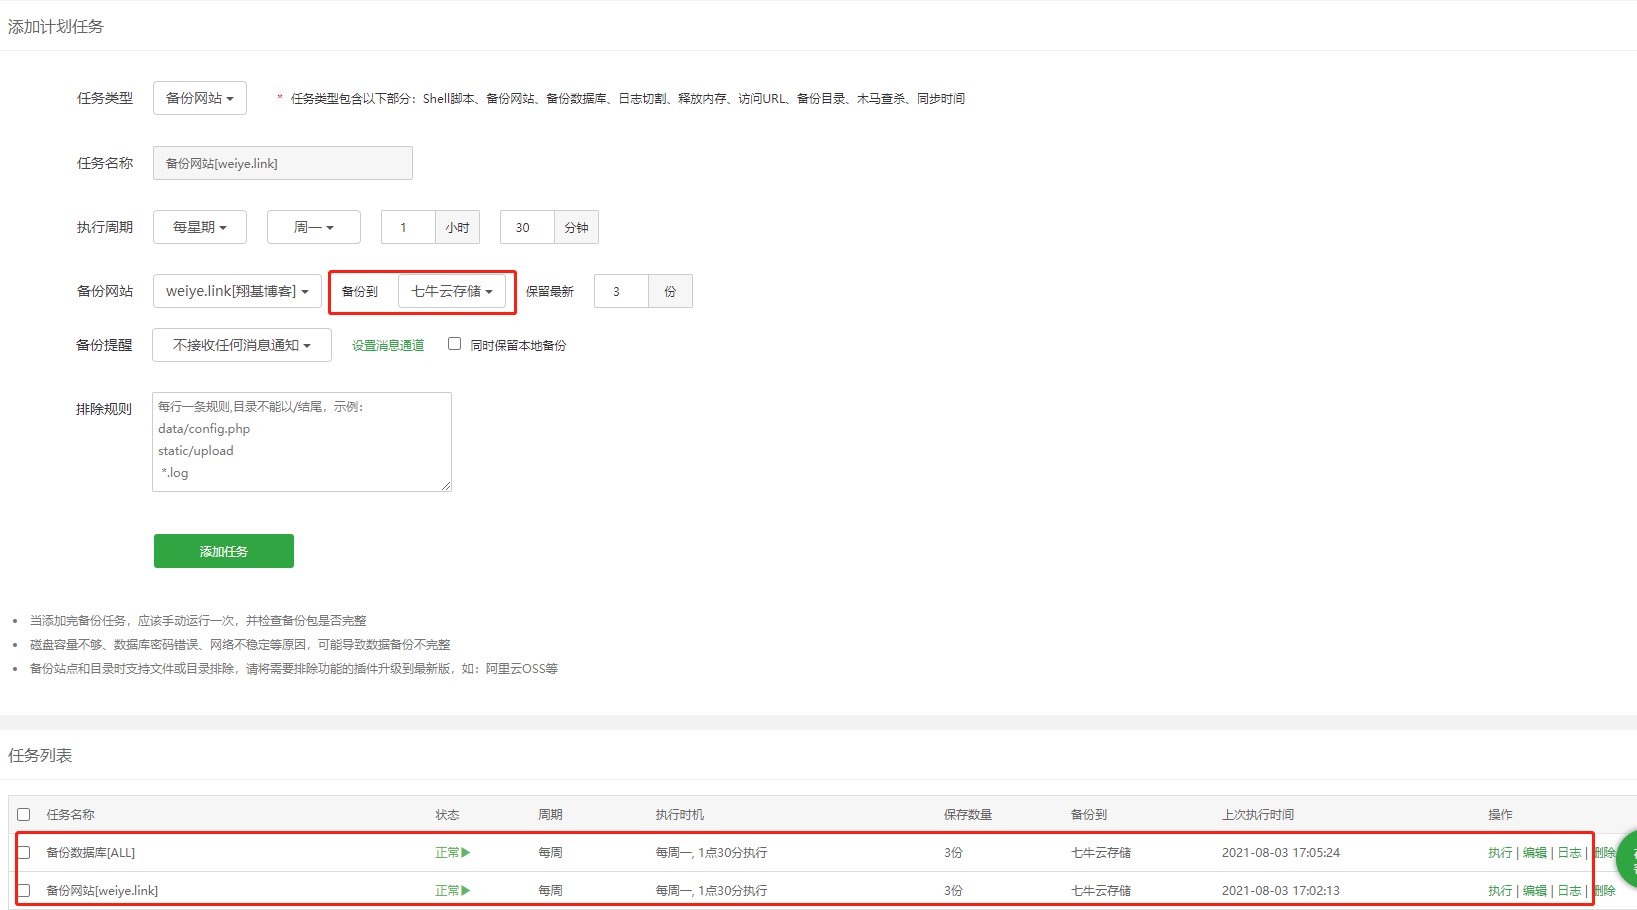 添加计划任务
任务类型 备份网站 * 任务类型包含以下部分：Shell脚本、备份网站、备份数据库、日志切割、释放内存、访问URL、备份目录、木马查杀、同步时间
任务名称 备份网站[weiye.link]
执行周期 每星期 周一 1 小时 30 分钟
备份网站 weiye.link[翔基博客] 备份到 七牛云存储 保留最新 3 份
备份提醒 不接收任何消息通知 设置消息通道 同时保留本地备份
排除规则 每行一条规则,目录不能以/结尾，示例：
data/config.php
static/upload
*.log
添加任务
当添加完备份任务，应该手动运行一次，并检查备份包是否完整
磁盘容量不够、数据库密码错误、网络不稳定等原因，可能导致数据备份不完整
备份站点和目录时支持文件或目录排除，请将需要排除功能的插件升级到最新版，如：阿里云OSS等
任务列表
任务名称 状态 周期 执行时机 保存数量 备份到 上次执行时间 操作
备份数据库[ALL] 正常 每周 每周一, 1点30分执行 3份 七牛云存储 2021-08-03 17:05:24 执行 | 编辑 | 日志 | 删除
备份网站[weiye.link] 正常 每周 每周一, 1点30分执行 3份 七牛云存储 2021-08-03 17:02:13 执行 | 编辑 | 日志 | 删除